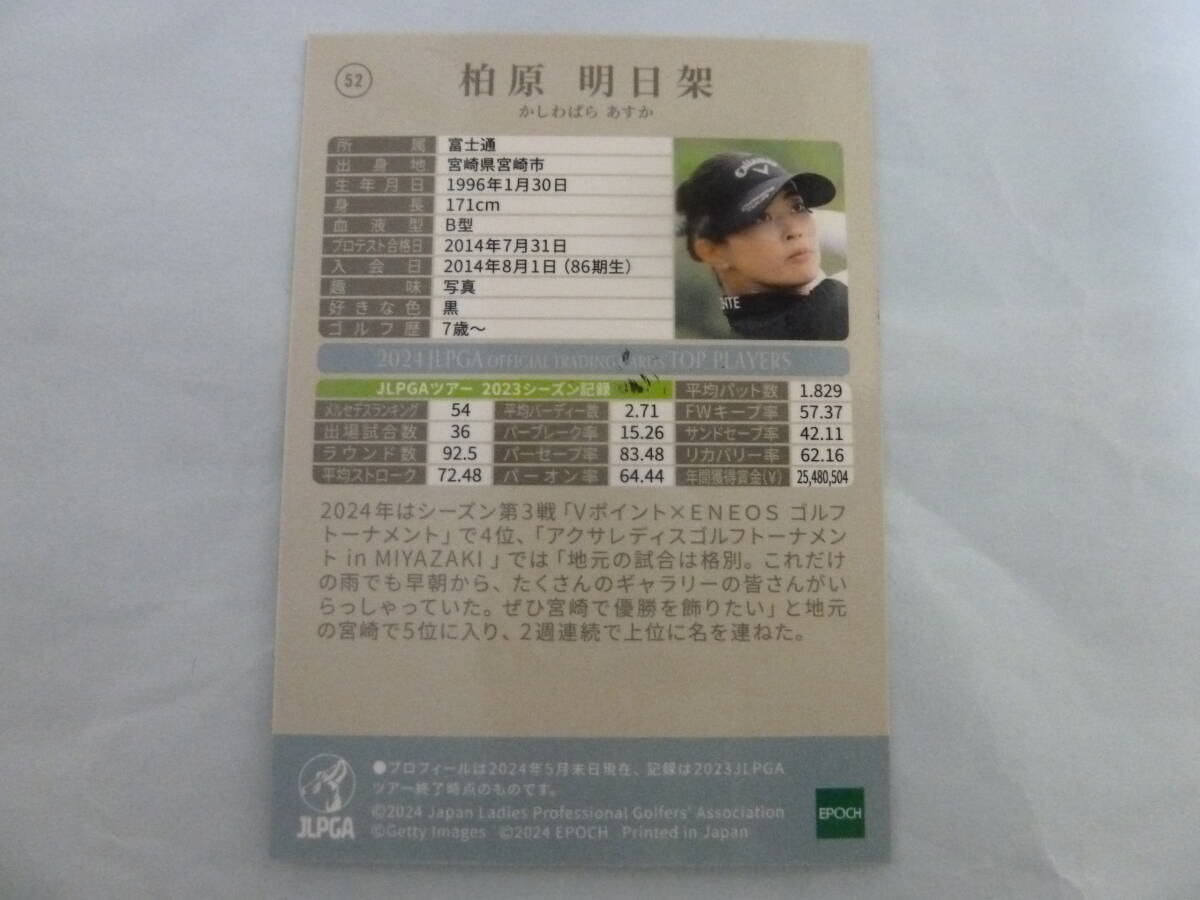 52
柏原 明日架
かしわばら あすか
所属 富士通
出身地 宮崎県宮崎市
生年月日 1996年1月30日
身長 171cm
血液型 B型
プロテスト合格日 2014年7月31日
入会日 2014年8月1日（86期生）
趣味 写真
好きな色 黒
ゴルフ歴 7歳～
CALLAWAY
NTE
2024 JLPGA OFFICIAL TRADING CARDS TOP PLAYERS
JLPGAツアー 2023シーズン記録 平均パット数 1.829
メルセデスランキング 54 平均バーディー数 2.71 FWキープ率 57.37
出場試合数 36 パーブレーク率 15.26 サンドセーブ率 42.11
ラウンド数 92.5 パーセーブ率 83.48 リカバリー率 62.16
平均ストローク 72.48 パーオン率 64.44 年間獲得賞金(¥) 25,480,504
2024年はシーズン第3戦「Vポイント×ENEOS ゴルフ
トーナメント」で4位、「アクサレディスゴルフトーナメン
ト in MIYAZAKI 」では「地元の試合は格別。これだけ
の雨でも早朝から、たくさんのギャラリーの皆さんがい
らっしゃっていた。ぜひ宮崎で優勝を飾りたい」と地元
の宮崎で5位に入り、2週連続で上位に名を連ねた。
●プロフィールは2024年5月末日現在、記録は2023JLPGA
ツアー終了時点のものです。
©2024 Japan Ladies Professional Golfers' Association
©Getty Images ©2024 EPOCH Printed in Japan
JLPGA
EPOCH